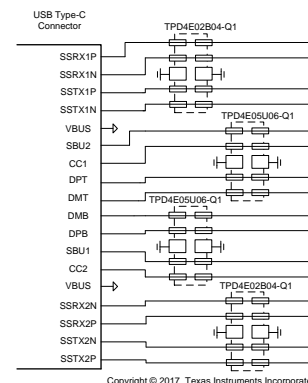 USB Type-C
Connector
TPD4E02B04-Q1
SSRX1P
SSRX1N
SSTX1P
SSTX1N
TPD4E05U06-Q1
VBUS
SBU2
CC1
DPT
DMT
TPD4E05U06-Q1
DMB
DPB
SBU1
CC2
VBUS
TPD4E02B04-Q1
SSRX2N
SSRX2P
SSTX2N
SSTX2P
Copyright © 2017, Texas Instruments Incorporat